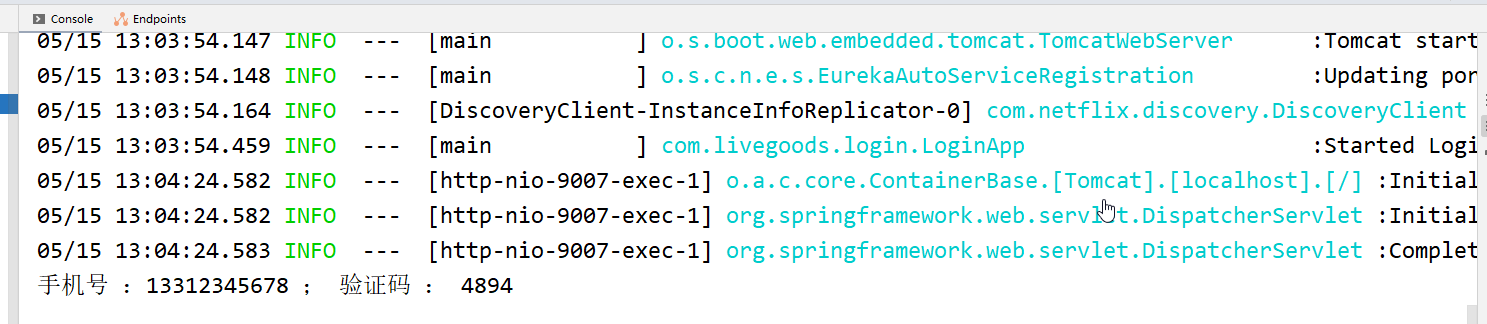 Console Endpoints
05/15 13:03:54.147 INFO --- [main ] o.s.boot.web.embedded.tomcat.TomcatWebServer :Tomcat start
05/15 13:03:54.148 INFO --- [main ] o.s.c.n.e.s.EurekaAutoServiceRegistration :Updating por
05/15 13:03:54.164 INFO --- [DiscoveryClient-InstanceInfoReplicator-0] com.netflix.discovery.DiscoveryClient
05/15 13:03:54.459 INFO --- [main ] com.livegoods.login.LoginApp :Started Logi
05/15 13:04:24.582 INFO --- [http-nio-9007-exec-1] o.a.c.core.ContainerBase.[Tomcat].[localhost].[/] :Initial
05/15 13:04:24.582 INFO --- [http-nio-9007-exec-1] org.springframework.web.servlet.DispatcherServlet :Initial
05/15 13:04:24.583 INFO --- [http-nio-9007-exec-1] org.springframework.web.servlet.DispatcherServlet :Complet
手机号 ：13312345678 ； 验证码 ： 4894